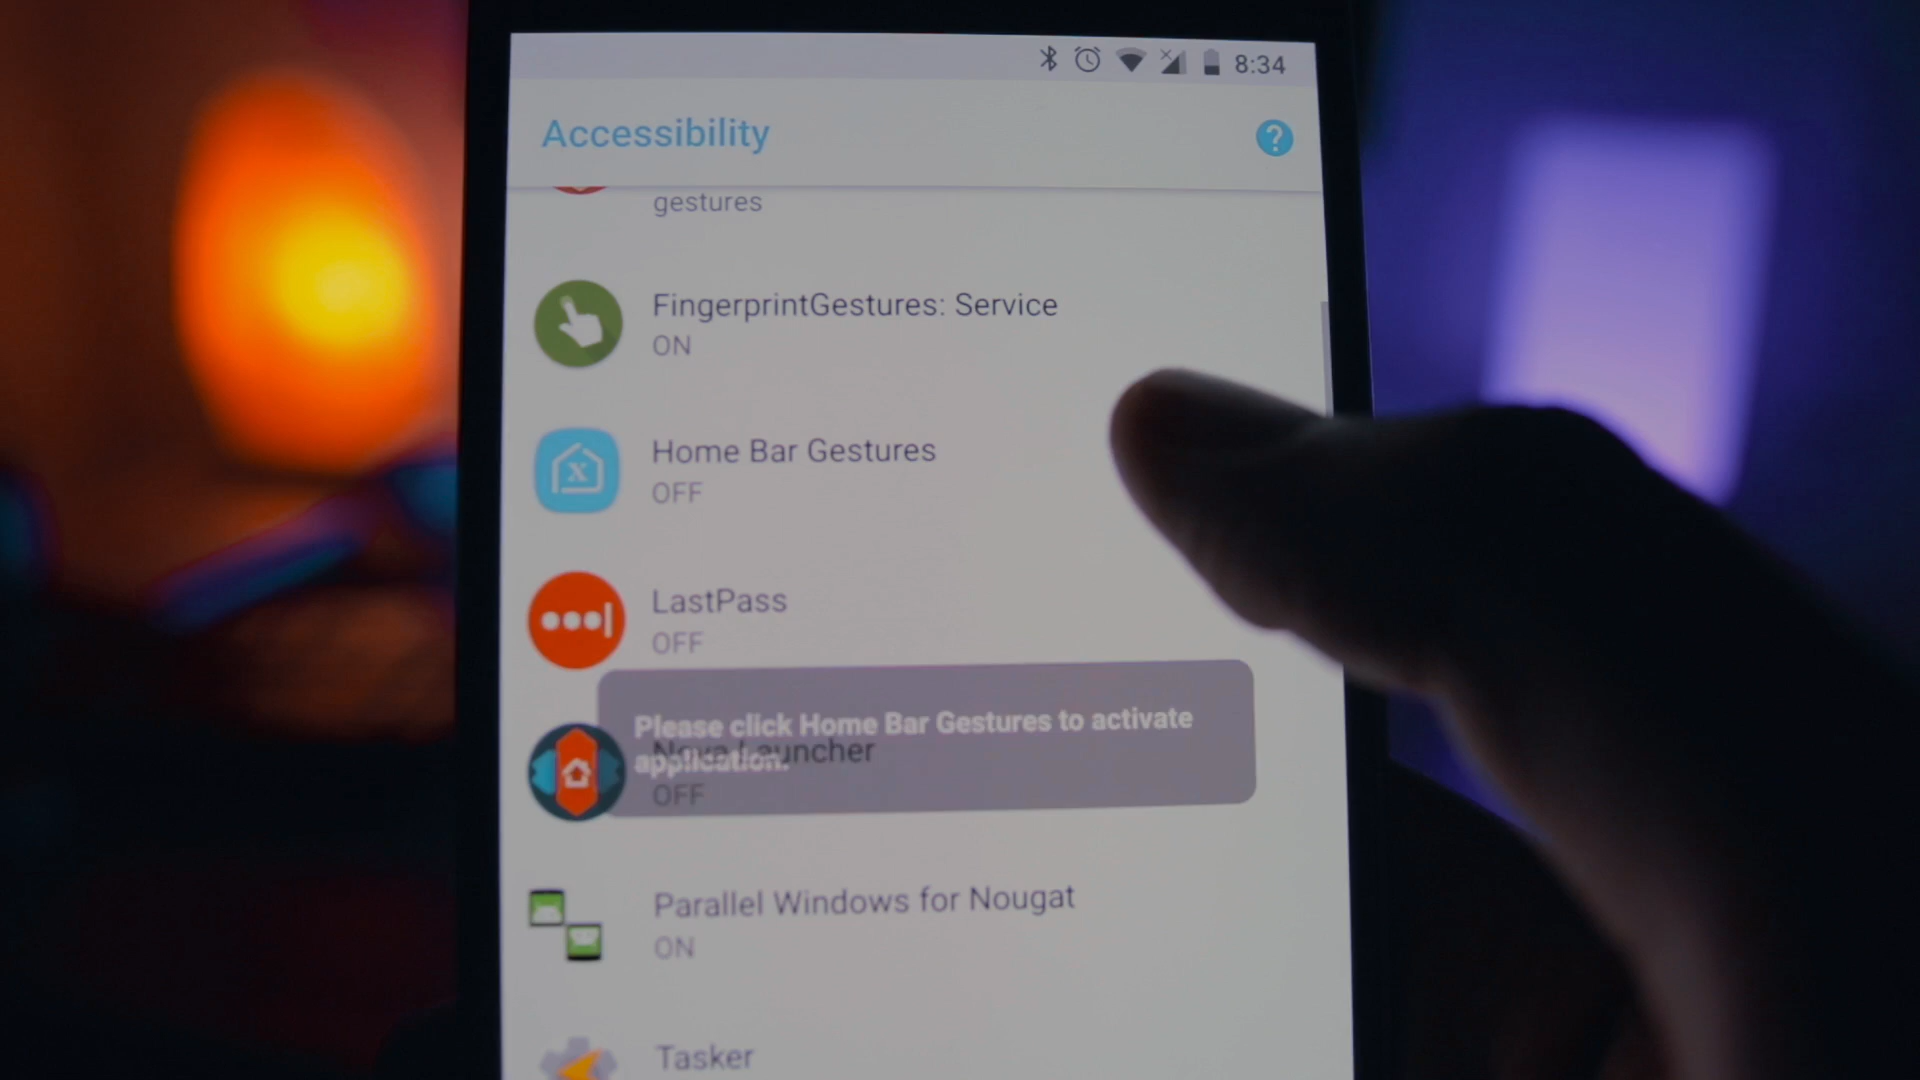 8:34
Accessibility
?
gestures
FingerprintGestures: Service
ON
x
Home Bar Gestures
OFF
LastPass
OFF
Please click Home Bar Gestures to activate
application.
Nova Launcher
OFF
Parallel Windows for Nougat
ON
Tasker